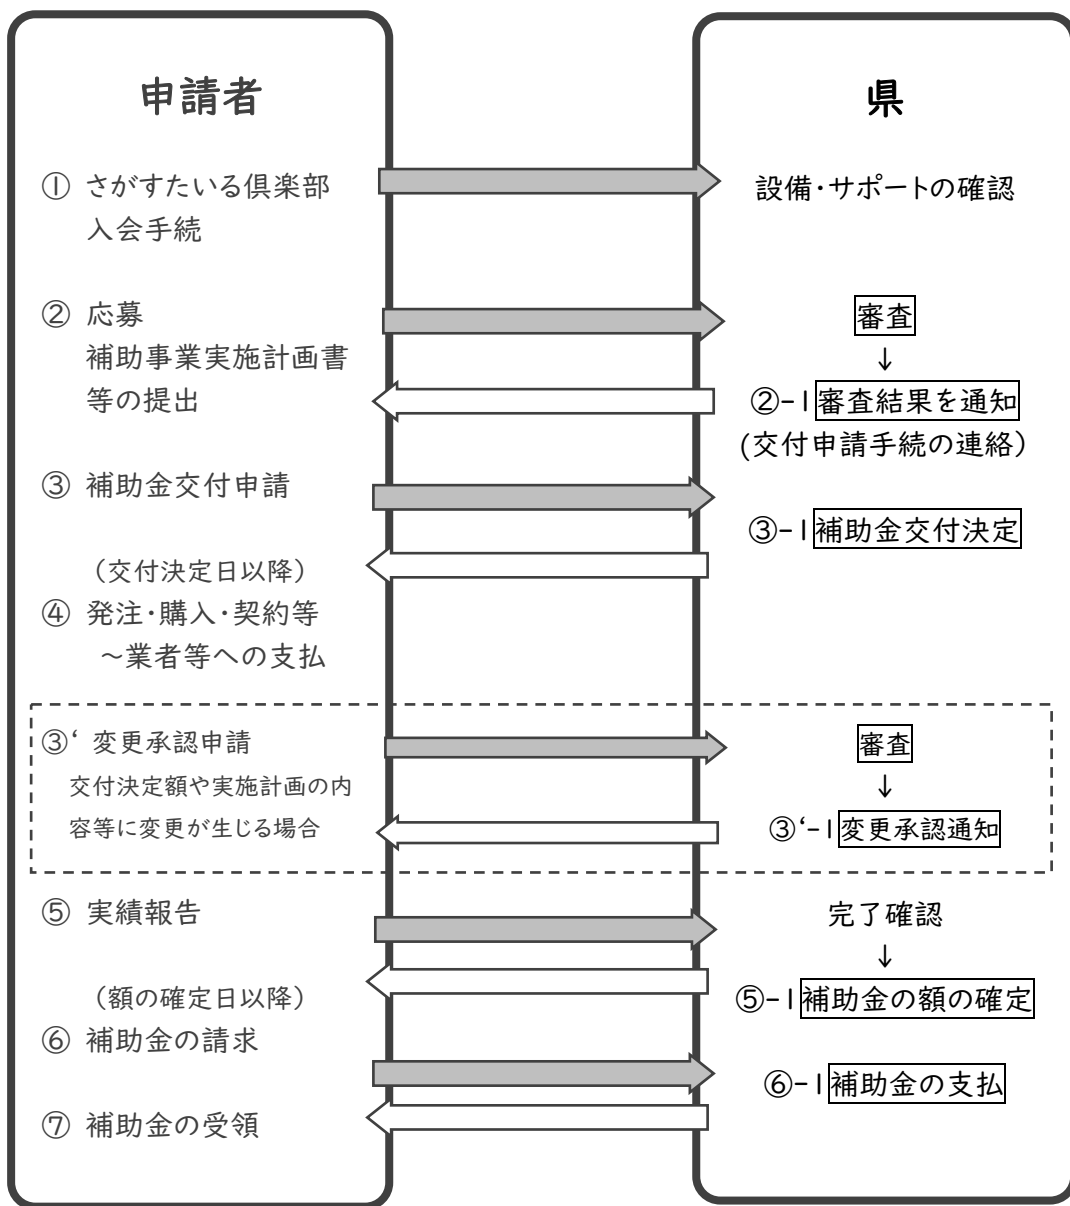 申請者
県
① さがすたいる倶楽部
入会手続
設備・サポートの確認
② 応募
補助事業実施計画書
等の提出
審査
↓
②-1審査結果を通知
(交付申請手続の連絡)
③ 補助金交付申請
③-1補助金交付決定
(交付決定日以降)
④ 発注・購入・契約等
～業者等への支払
③‘ 変更承認申請
交付決定額や実施計画の内
容等に変更が生じる場合
審査
↓
③‘-1変更承認通知
⑤ 実績報告
完了確認
↓
⑤-1補助金の額の確定
(額の確定日以降)
⑥ 補助金の請求
⑥-1補助金の支払
⑦ 補助金の受領